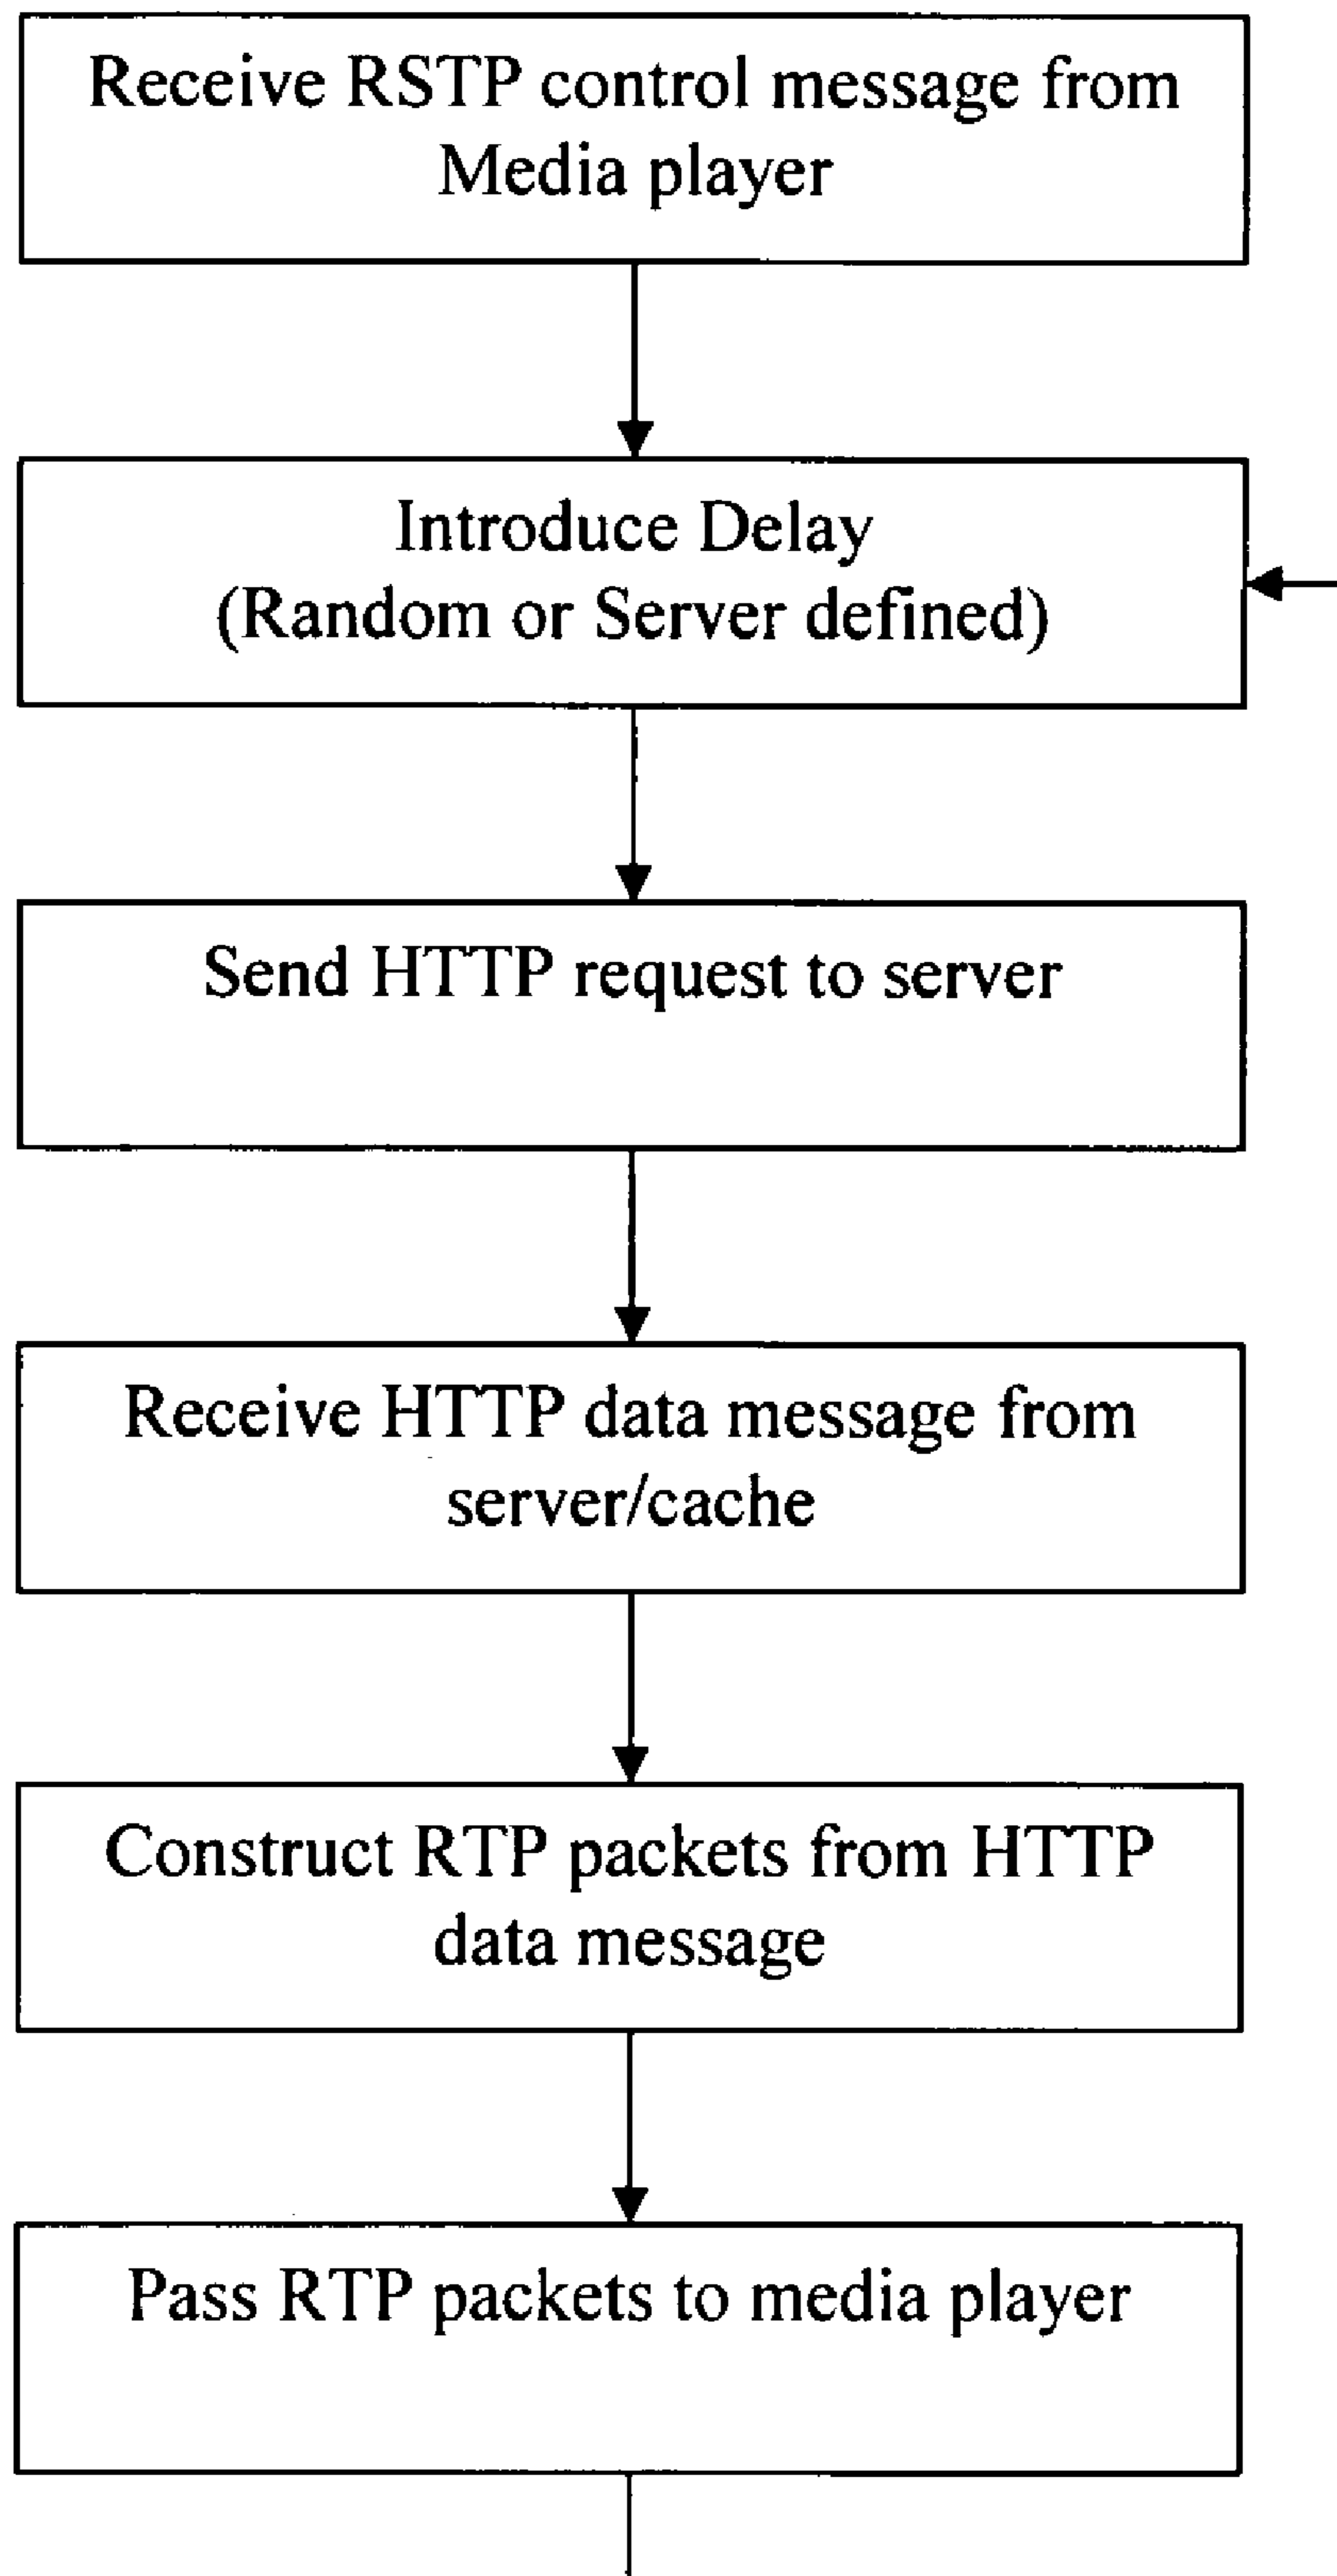 Receive RSTP control message from
Media player
Introduce Delay
(Random or Server defined)
Send HTTP request to server
Receive HTTP data message from
server/cache
Construct RTP packets from HTTP
data message
Pass RTP packets to media player